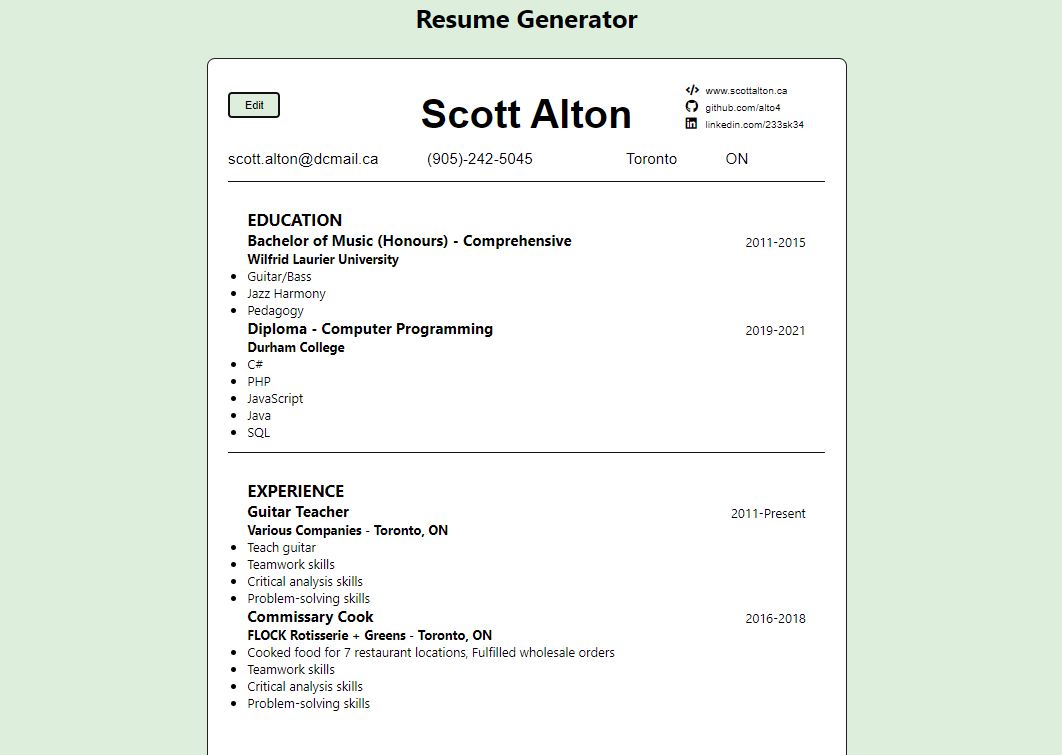 Resume Generator
Edit
Scott Alton
www.scottalton.ca
github.com/alto4
linkedin.com/233sk34
scott.alton@dcmail.ca (905)-242-5045 Toronto ON
EDUCATION
Bachelor of Music (Honours) - Comprehensive 2011-2015
Wilfrid Laurier University
Guitar/Bass
Jazz Harmony
Pedagogy
Diploma - Computer Programming 2019-2021
Durham College
C#
PHP
JavaScript
Java
SQL
EXPERIENCE
Guitar Teacher 2011-Present
Various Companies - Toronto, ON
Teach guitar
Teamwork skills
Critical analysis skills
Problem-solving skills
Commissary Cook 2016-2018
FLOCK Rotisserie + Greens - Toronto, ON
Cooked food for 7 restaurant locations, Fulfilled wholesale orders
Teamwork skills
Critical analysis skills
Problem-solving skills